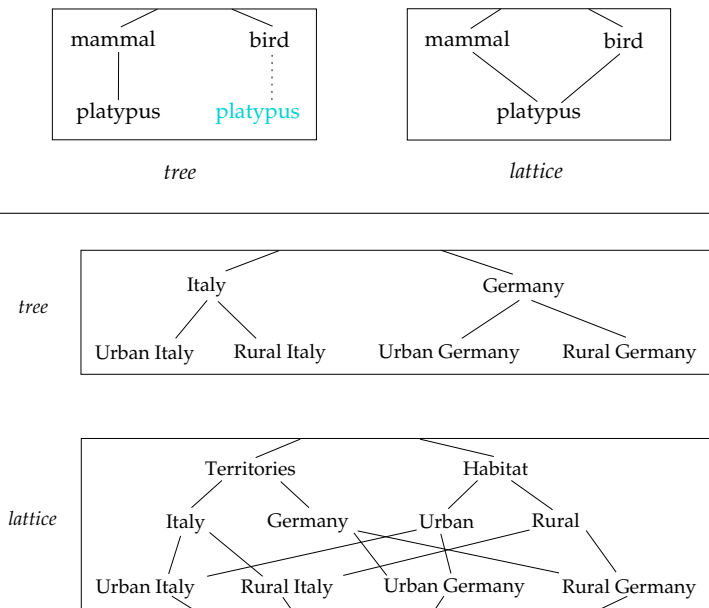 mammal bird
platypus platypus
tree
mammal bird
platypus
lattice
tree
Italy Germany
Urban Italy Rural Italy Urban Germany Rural Germany
lattice
Territories Habitat
Italy Germany Urban Rural
Urban Italy Rural Italy Urban Germany Rural Germany